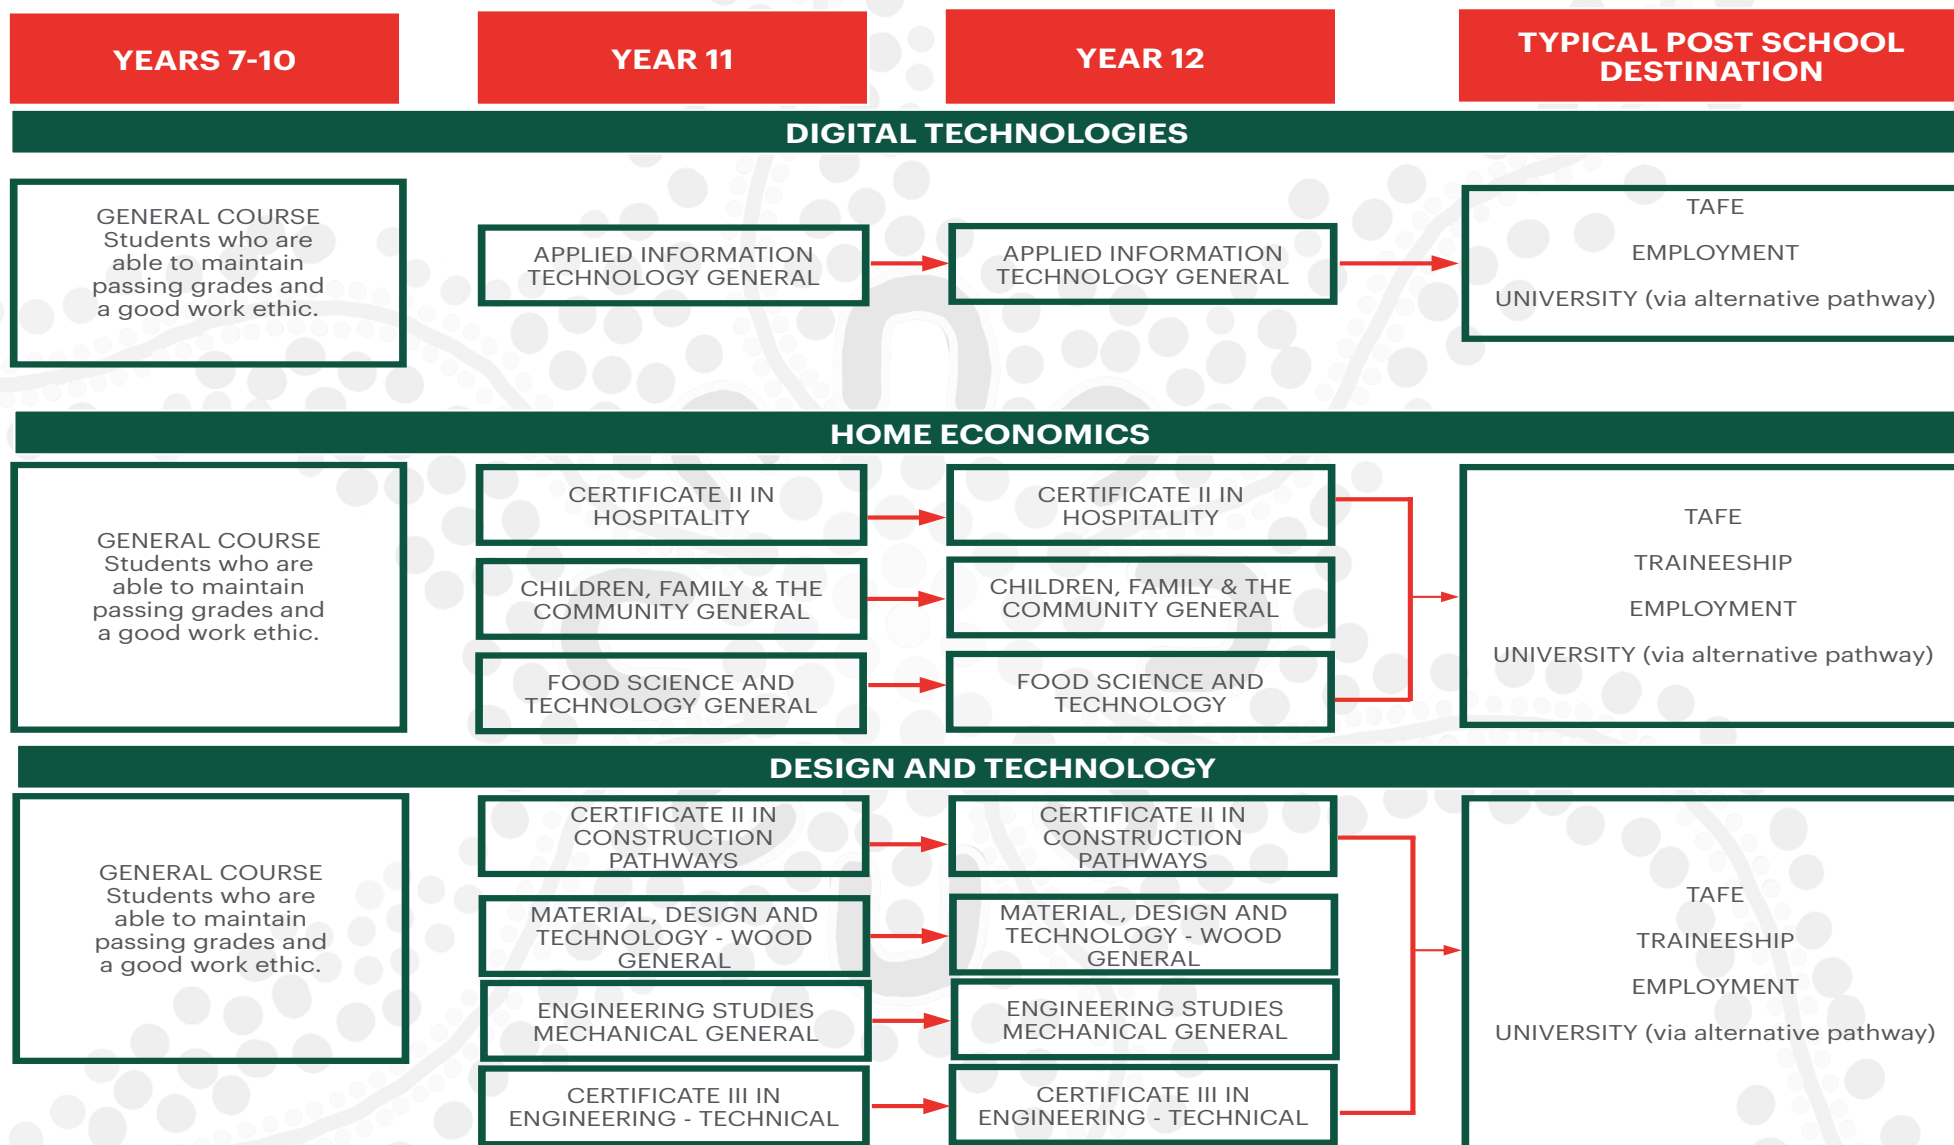 YEARS 7-10
YEAR 11
YEAR 12
TYPICAL POST SCHOOL
DESTINATION
DIGITAL TECHNOLOGIES
GENERAL COURSE
Students who are
able to maintain
passing grades and
a good work ethic.
APPLIED INFORMATION
TECHNOLOGY GENERAL
APPLIED INFORMATION
TECHNOLOGY GENERAL
TAFE
EMPLOYMENT
UNIVERSITY (via alternative pathway)
HOME ECONOMICS
GENERAL COURSE
Students who are
able to maintain
passing grades and
a good work ethic.
CERTIFICATE II IN
HOSPITALITY
CERTIFICATE II IN
HOSPITALITY
CHILDREN, FAMILY & THE
COMMUNITY GENERAL
CHILDREN, FAMILY & THE
COMMUNITY GENERAL
FOOD SCIENCE AND
TECHNOLOGY GENERAL
FOOD SCIENCE AND
TECHNOLOGY
TAFE
TRAINEESHIP
EMPLOYMENT
UNIVERSITY (via alternative pathway)
DESIGN AND TECHNOLOGY
GENERAL COURSE
Students who are
able to maintain
passing grades and
a good work ethic.
CERTIFICATE II IN
CONSTRUCTION
PATHWAYS
CERTIFICATE II IN
CONSTRUCTION
PATHWAYS
MATERIAL, DESIGN AND
TECHNOLOGY - WOOD
GENERAL
MATERIAL, DESIGN AND
TECHNOLOGY - WOOD
GENERAL
ENGINEERING STUDIES
MECHANICAL GENERAL
ENGINEERING STUDIES
MECHANICAL GENERAL
CERTIFICATE III IN
ENGINEERING - TECHNICAL
CERTIFICATE III IN
ENGINEERING - TECHNICAL
TAFE
TRAINEESHIP
EMPLOYMENT
UNIVERSITY (via alternative pathway)